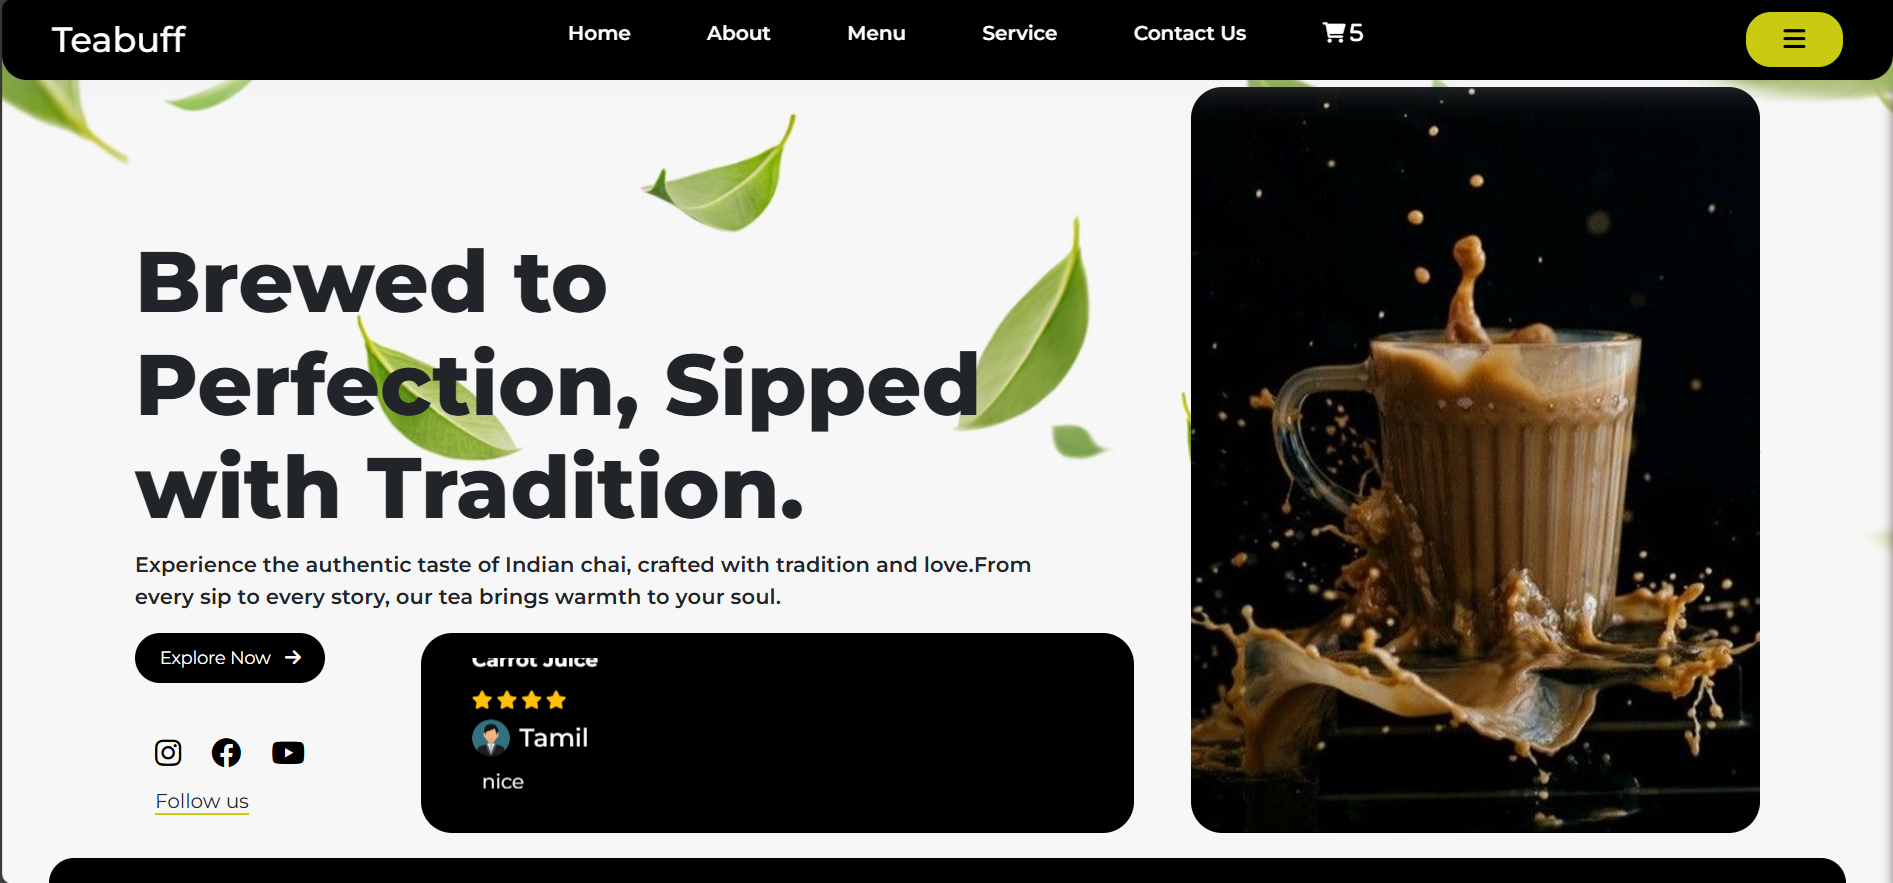 Teabuff
Home About Menu Service Contact Us 5
Brewed to
Perfection, Sipped
with Tradition.
Experience the authentic taste of Indian chai, crafted with tradition and love.From
every sip to every story, our tea brings warmth to your soul.
Explore Now
Carrot Juice
Tamil
nice
Follow us